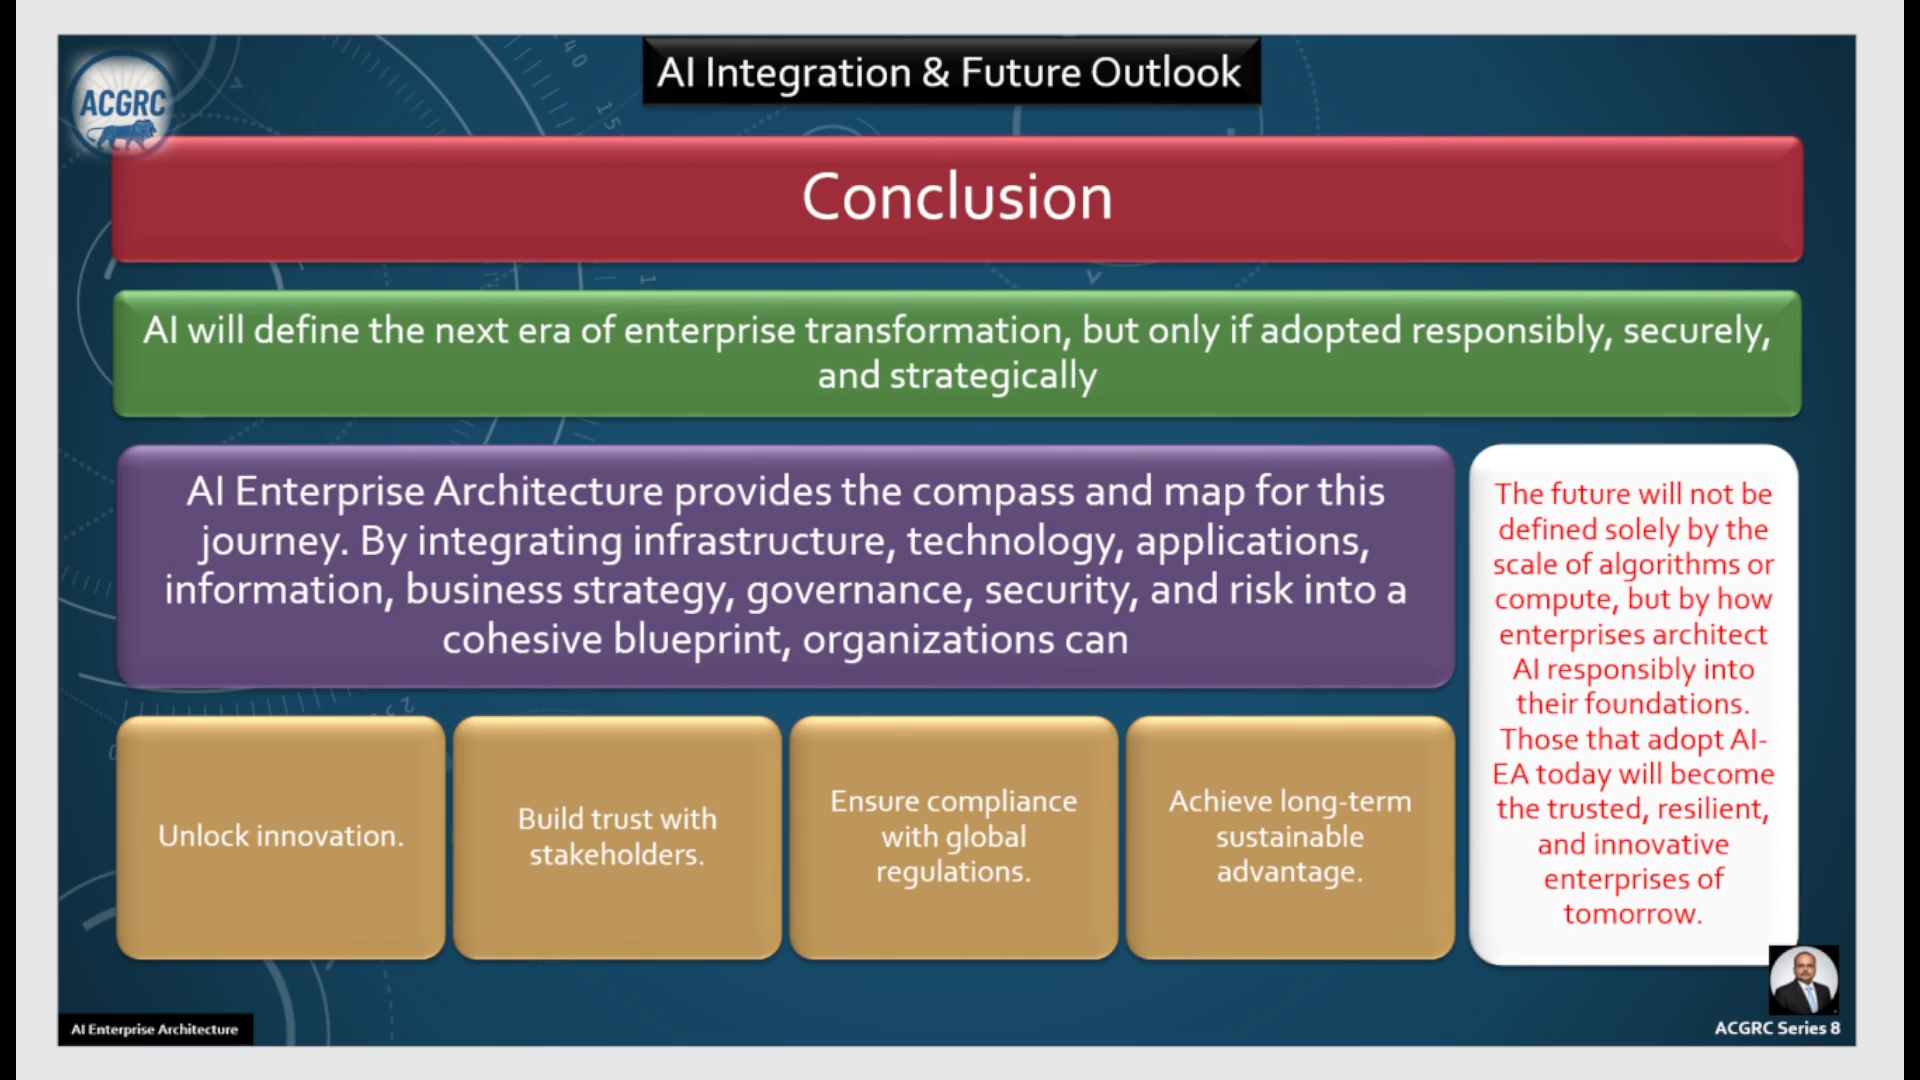 ACGRC
AI Integration & Future Outlook
Conclusion
AI will define the next era of enterprise transformation, but only if adopted responsibly, securely,
and strategically
AI Enterprise Architecture provides the compass and map for this
journey. By integrating infrastructure, technology, applications,
information, business strategy, governance, security, and risk into a
cohesive blueprint, organizations can
Unlock innovation.
Build trust with
stakeholders.
Ensure compliance
with global
regulations.
Achieve long-term
sustainable
advantage.
The future will not be
defined solely by the
scale of algorithms or
compute, but by how
enterprises architect
AI responsibly into
their foundations.
Those that adopt AI-
EA today will become
the trusted, resilient,
and innovative
enterprises of
tomorrow.
AI Enterprise Architecture
ACGRC Series 8